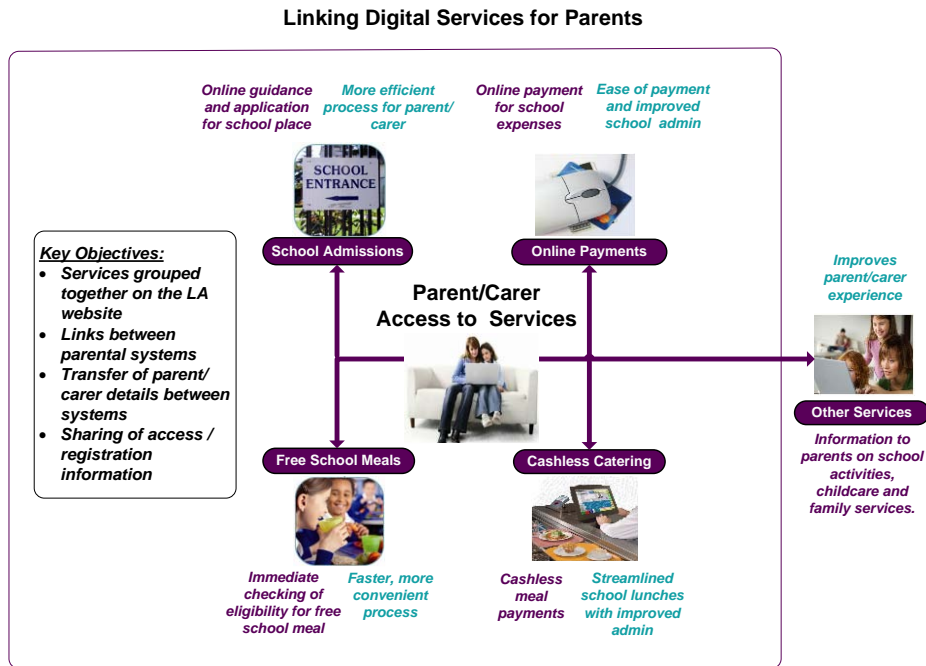 Linking Digital Services for Parents
Online guidance
and application
for school place
More efficient
process for parent/
carer
Online payment
for school
expenses
Ease of payment
and improved
school admin
SCHOOL
ENTRANCE
School Admissions
Online Payments
Key Objectives:
• Services grouped
together on the LA
website
• Links between
parental systems
• Transfer of parent/
carer details between
systems
• Sharing of access /
registration
information
Parent/Carer
Access to Services
Improves
parent/carer
experience
Other Services
Information to
parents on school
activities,
childcare and
family services.
Free School Meals
Cashless Catering
Immediate
checking of
eligibility for free
school meal
Faster, more
convenient
process
Cashless
meal
payments
Streamlined
school lunches
with improved
admin